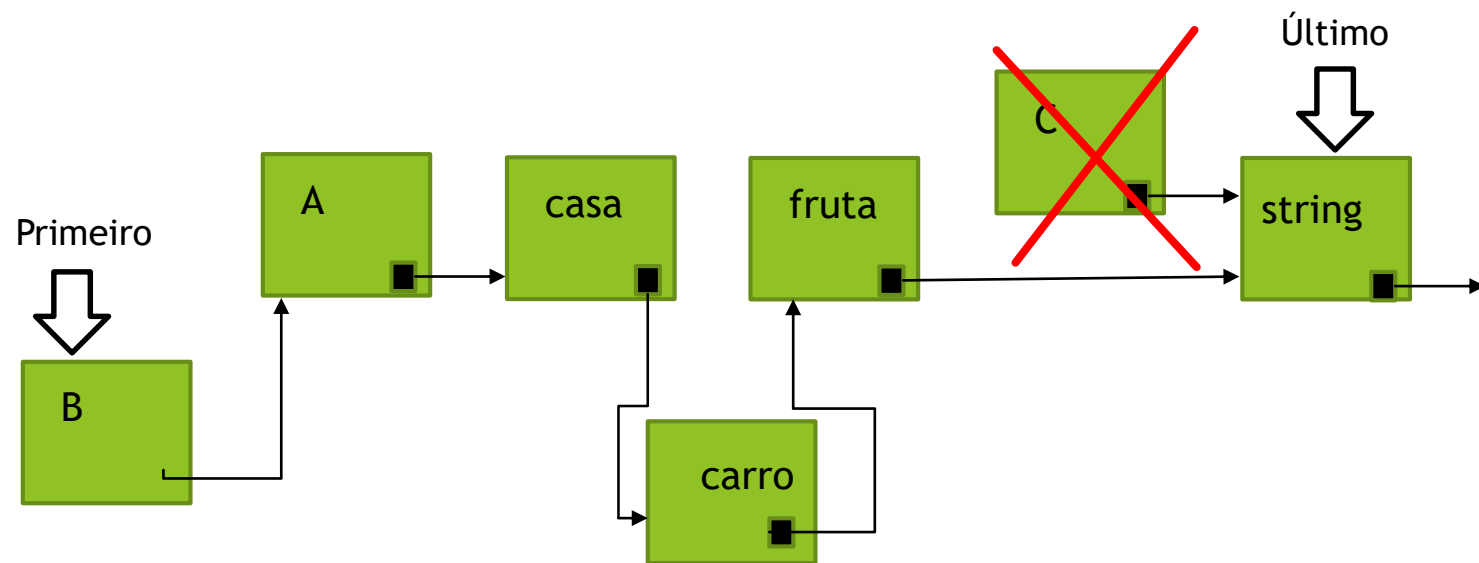 Último
C
A
casa
fruta
string
Primeiro
B
carro